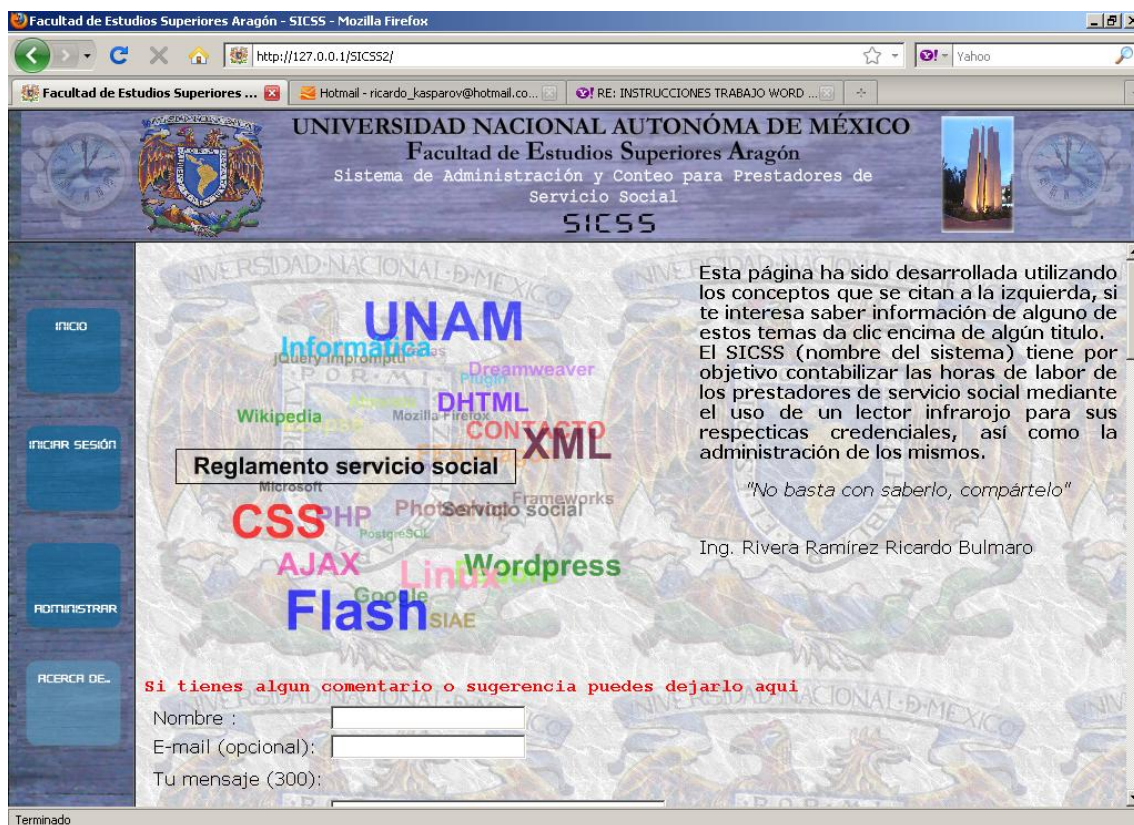 Facultad de Estudios Superiores Aragón - SICSS - Mozilla Firefox
http://127.0.0.1/SICSS2/
Yahoo
Facultad de Estudios Superiores ...
Hotmail - ricardo_kasparov@hotmail.co...
RE: INSTRUCCIONES TRABAJO WORD ...
UNIVERSIDAD NACIONAL AUTONÓMA DE MÉXICO
Facultad de Estudios Superiores Aragón
Sistema de Administración y Conteo para Prestadores de
Servicio Social
SICSS
INICIO
INICIAR SESIÓN
ADMINISTRAR
ACERCA DE..
UNAM
Informatica
jQuery Impromptu
Dreamweaver
Plugin
DHTML
Wikipedia
Mozilla Firefox
CONTACTO
XML
Reglamento servicio social
Microsoft
Frameworks
CSS
PHP
Photoshop
Servicio social
PostgreSQL
AJAX
Linux
Wordpress
Google
Flash
SIAE
Esta página ha sido desarrollada utilizando
los conceptos que se citan a la izquierda, si
te interesa saber información de alguno de
estos temas da clic encima de algún titulo.
El SICSS (nombre del sistema) tiene por
objetivo contabilizar las horas de labor de
los prestadores de servicio social mediante
el uso de un lector infrarojo para sus
respecticas credenciales, así como la
administración de los mismos.
"No basta con saberlo, compártelo"
Ing. Rivera Ramírez Ricardo Bulmaro
Si tienes algun comentario o sugerencia puedes dejarlo aqui
Nombre :
E-mail (opcional):
Tu mensaje (300):
Terminado